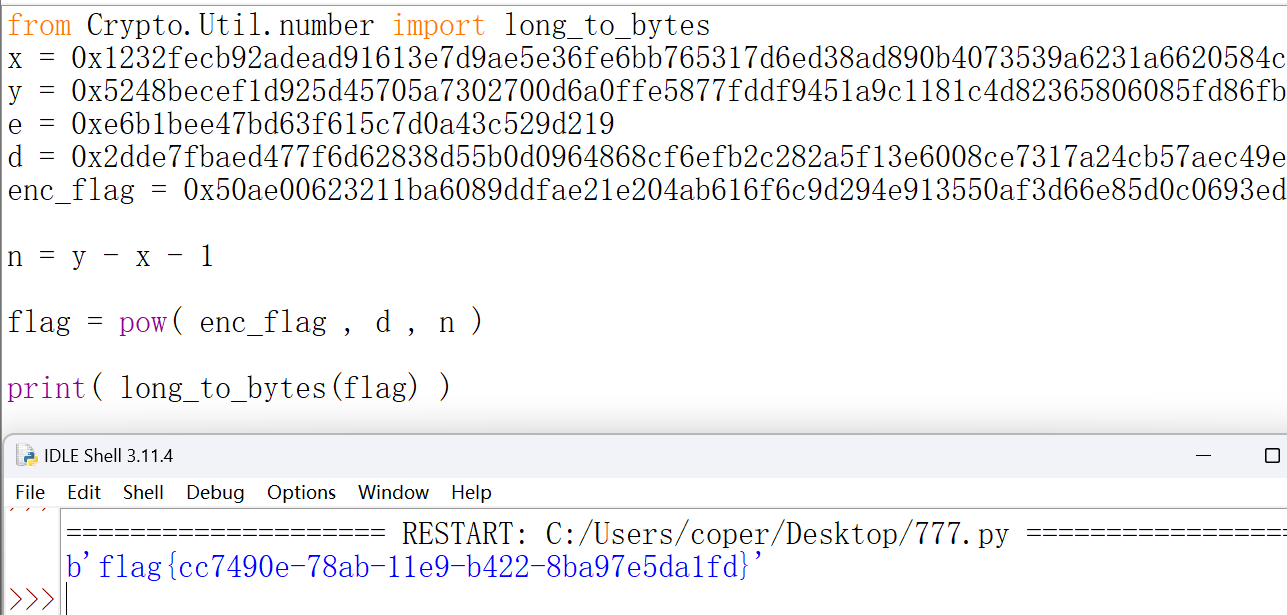 from Crypto.Util.number import long_to_bytes
x = 0x1232fecb92adead91613e7d9ae5e36fe6bb765317d6ed38ad890b4073539a6231a6620584c
y = 0x5248becef1d925d45705a7302700d6a0ffe5877fddf9451a9c1181c4d82365806085fd86fb
e = 0xe6b1bee47bd63f615c7d0a43c529d219
d = 0x2dde7fbaed477f6d62838d55b0d0964868cf6efb2c282a5f13e6008ce7317a24cb57aec49e
enc_flag = 0x50ae00623211ba6089ddfae21e204ab616f6c9d294e913550af3d66e85d0c0693ed
n = y - x - 1
flag = pow( enc_flag , d , n )
print( long_to_bytes(flag) )
IDLE Shell 3.11.4
File Edit Shell Debug Options Window Help
===================== RESTART: C:/Users/coper/Desktop/777.py =================
b'flag{cc7490e-78ab-11e9-b422-8ba97e5da1fd}'
>>>